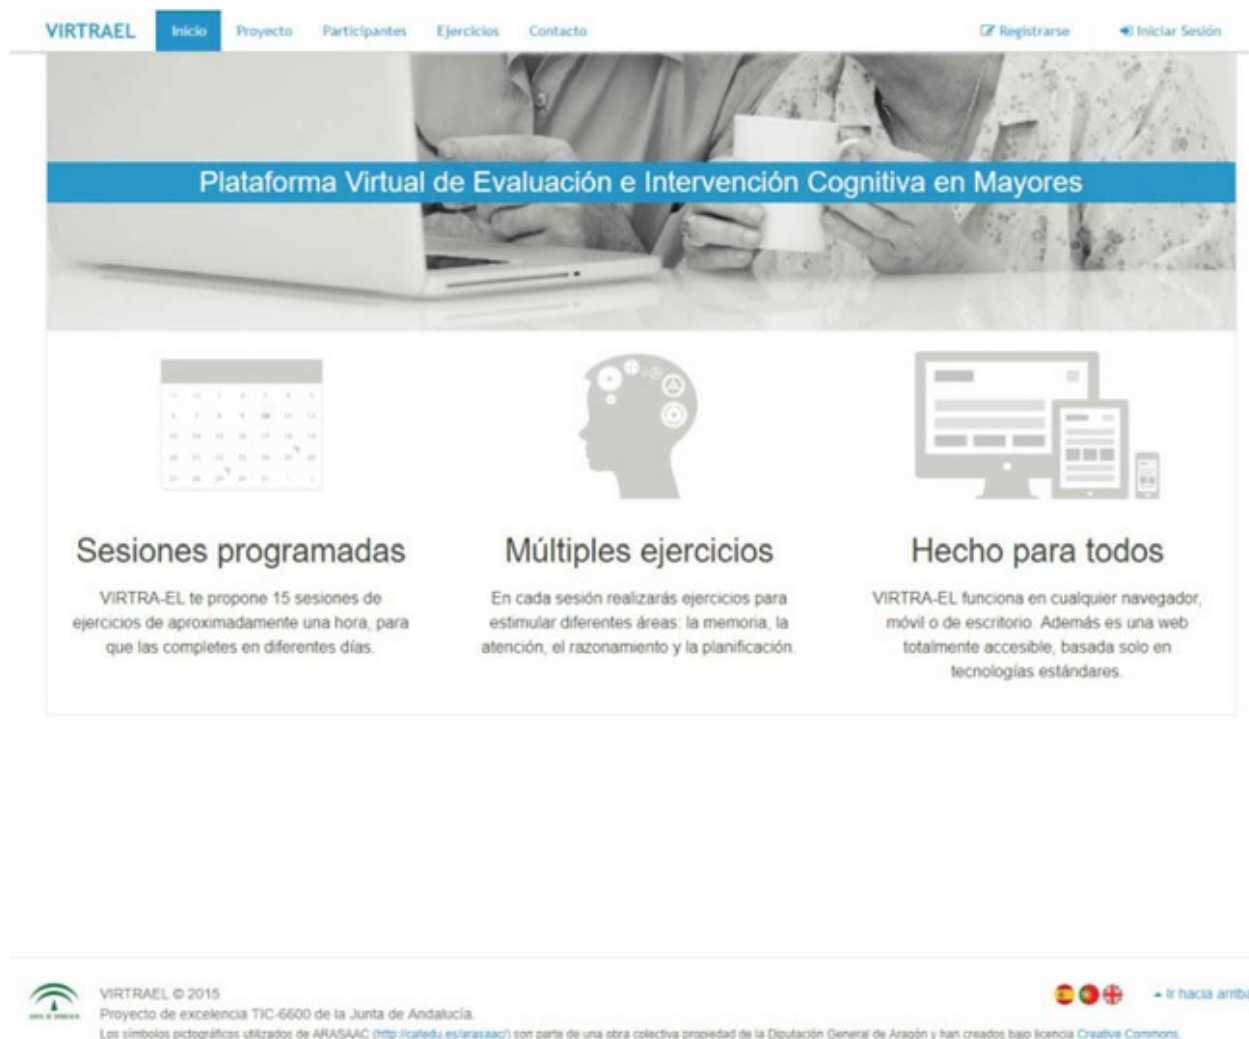 VIRTRAEL Inicio Proyecto Participantes Ejercicios Contacto Registrarse Iniciar Sesión
Plataforma Virtual de Evaluación e Intervención Cognitiva en Mayores
Sesiones programadas
VIRTRA-EL te propone 15 sesiones de
ejercicios de aproximadamente una hora, para
que las completes en diferentes días.
Múltiples ejercicios
En cada sesión realizarás ejercicios para
estimular diferentes áreas: la memoria, la
atención, el razonamiento y la planificación.
Hecho para todos
VIRTRA-EL funciona en cualquier navegador,
móvil o de escritorio. Además es una web
totalmente accesible, basada solo en
tecnologías estándares.
VIRTRAEL © 2015
Proyecto de excelencia TIC-6600 de la Junta de Andalucía.
Los símbolos pictográficos utilizados de ARASAAC (http://catedu.es/arasaac/) son parte de una obra colectiva propiedad de la Diputación General de Aragón y han creados bajo licencia Creative Commons.
Ir hacia arriba